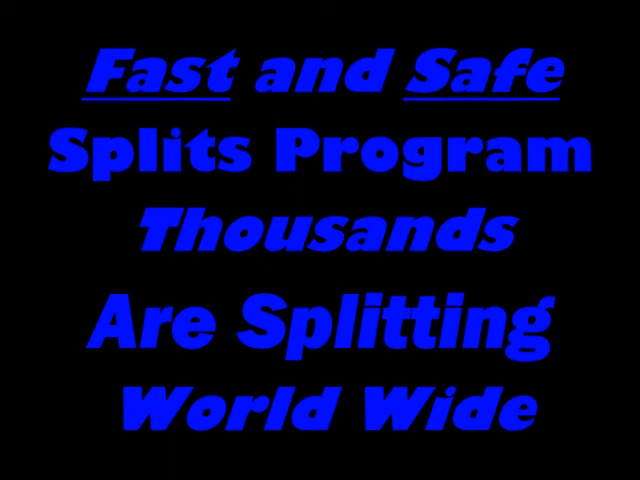 Fast and Safe
Splits Program
Thousands
Are Splitting
World Wide